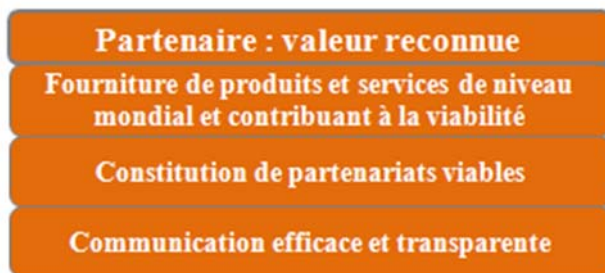 Partenaire : valeur reconnue
Fourniture de produits et services de niveau
mondial et contribuant à la viabilité
Constitution de partenariats viables
Communication efficace et transparente